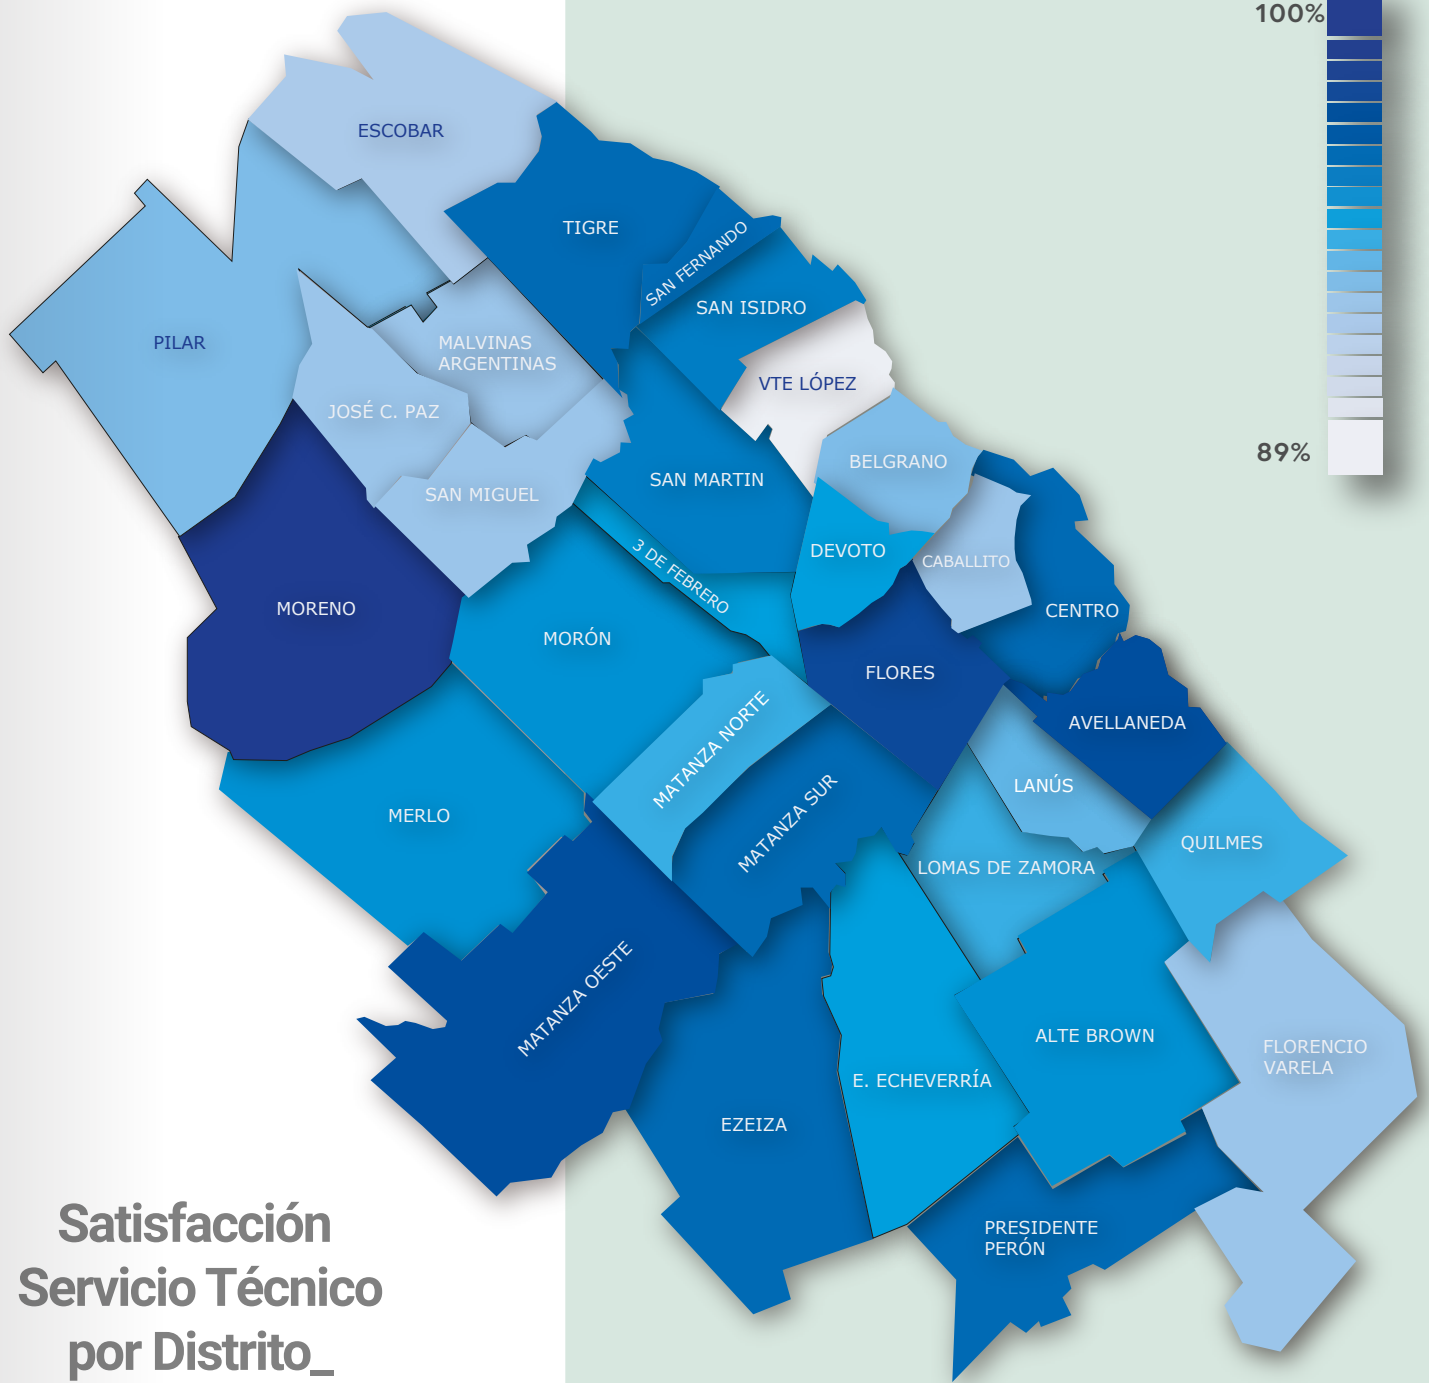 100%
89%
ESCOBAR
TIGRE
SAN FERNANDO
SAN ISIDRO
PILAR
MALVINAS
ARGENTINAS
VTE LÓPEZ
JOSÉ C. PAZ
BELGRANO
SAN MARTIN
SAN MIGUEL
DEVOTO
CABALLITO
3 DE FEBRERO
MORENO
CENTRO
MORÓN
FLORES
AVELLANEDA
MATANZA NORTE
LANÚS
MERLO
MATANZA SUR
QUILMES
LOMAS DE ZAMORA
MATANZA OESTE
ALTE BROWN
FLORENCIO
VARELA
E. ECHEVERRÍA
EZEIZA
PRESIDENTE
PERÓN
Satisfacción
Servicio Técnico
por Distrito_